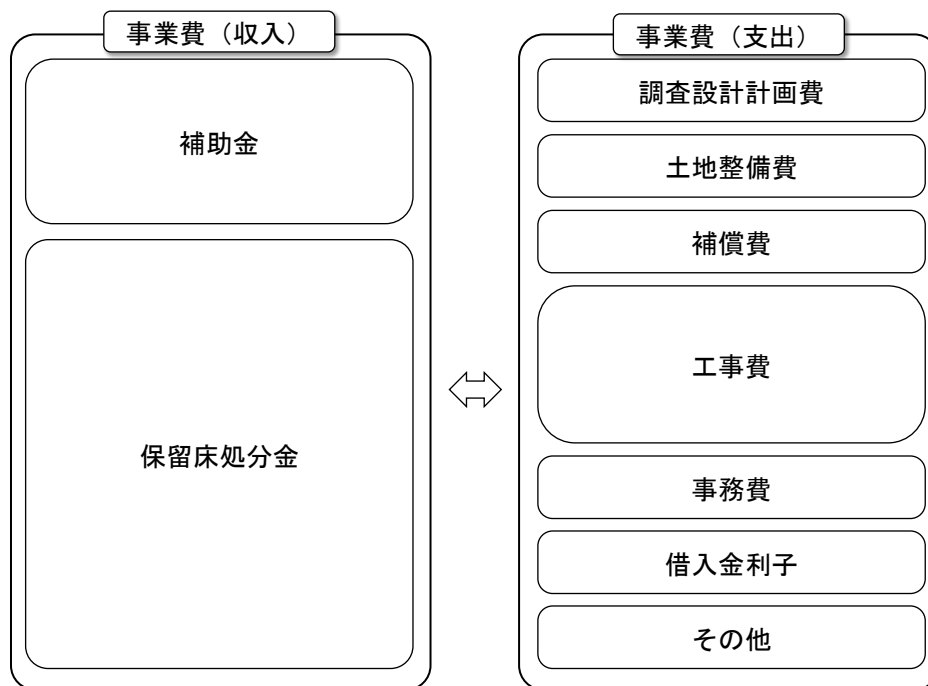 事業費（収入）
補助金
保留床処分金
事業費（支出）
調査設計計画費
土地整備費
補償費
工事費
事務費
借入金利子
その他